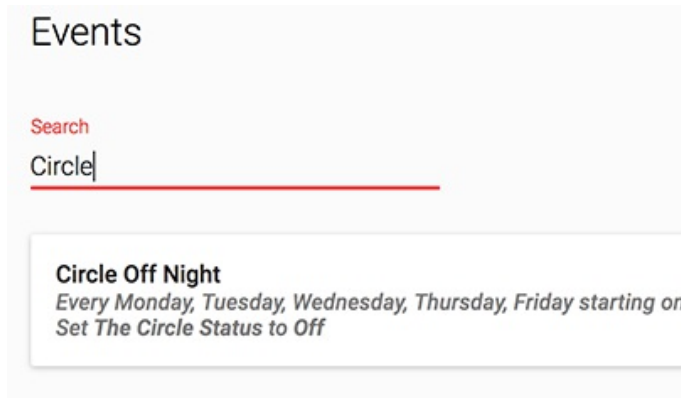 Events
Search
Circle
Circle Off Night
Every Monday, Tuesday, Wednesday, Thursday, Friday starting on
Set The Circle Status to Off